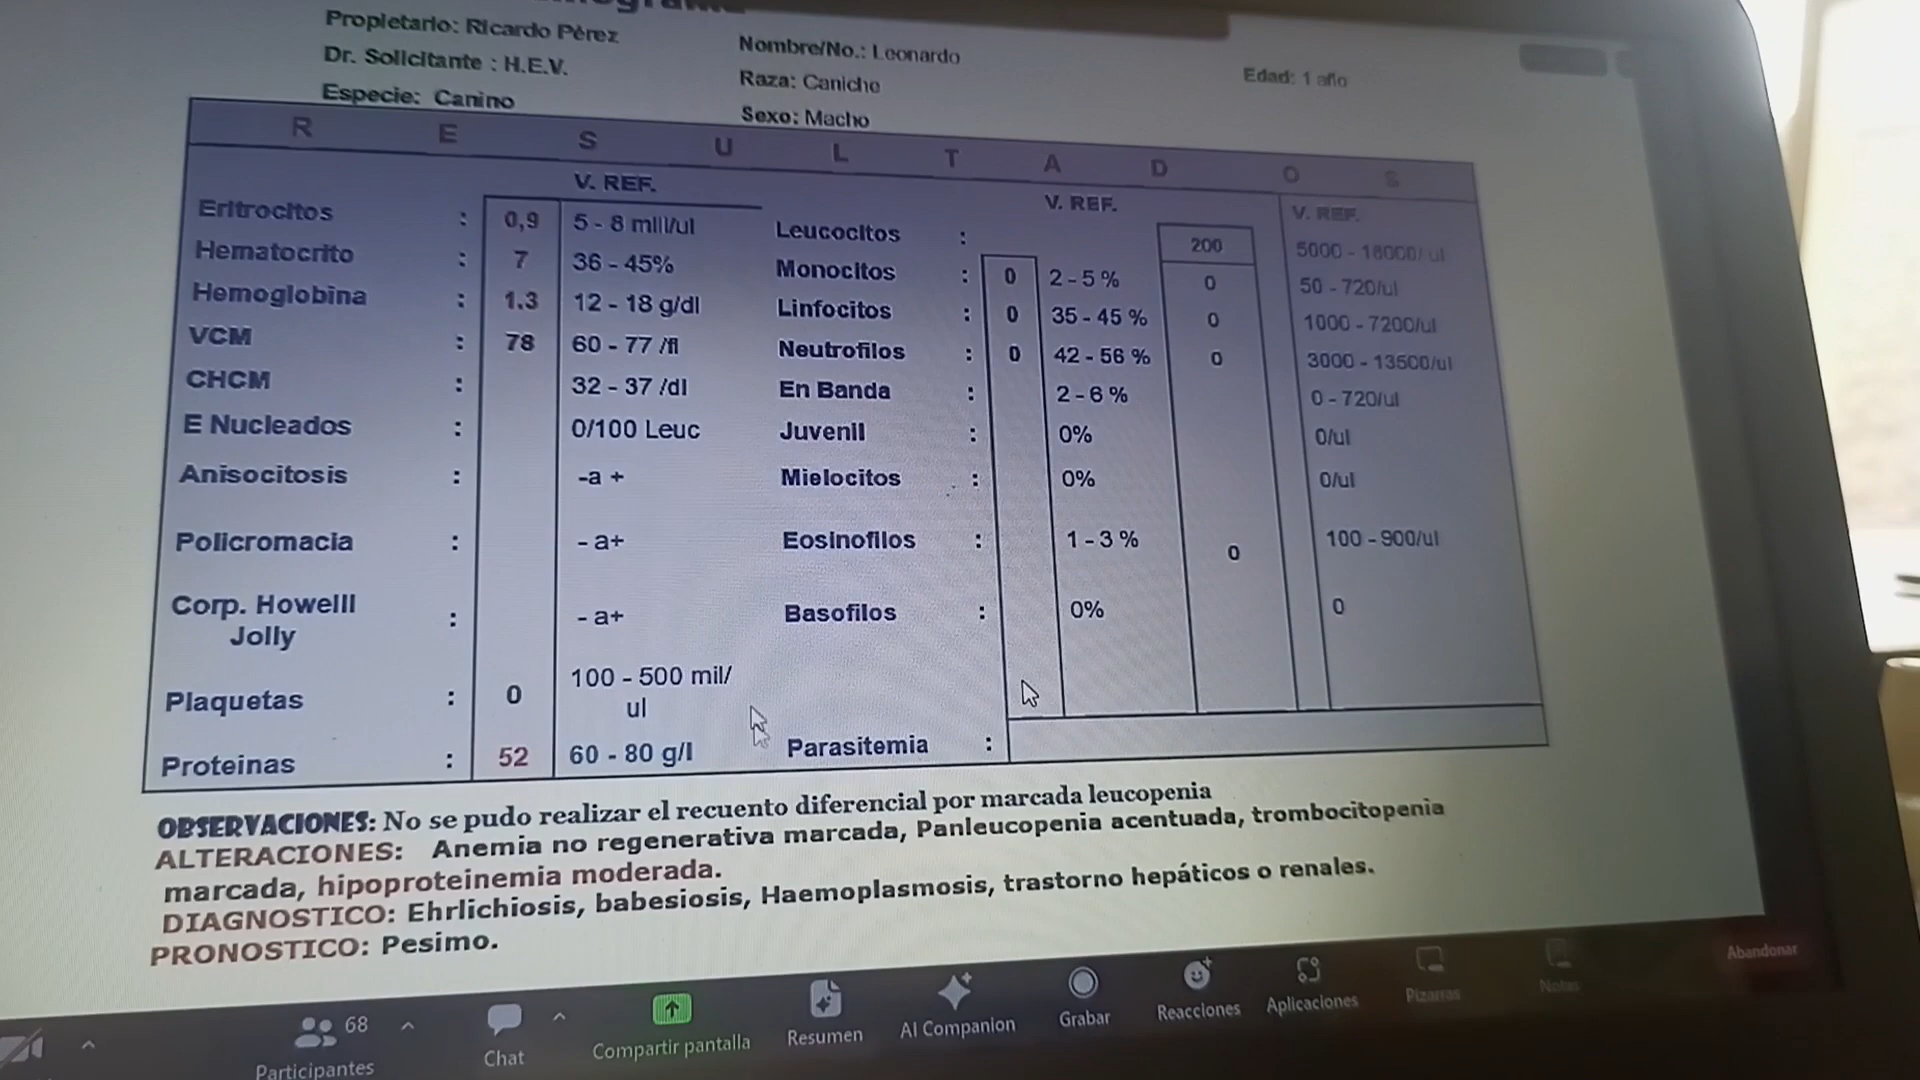 Propietario: Ricardo Pérez
Nombre/No.: Leonardo
Dr. Solicitante : H.E.V.
Raza: Caniche
Edad: 1 año
Especie: Canino
Sexo: Macho
R E S U L T A D O S
V. REF. V. REF. V. REF.
Eritrocitos : 0,9 5 - 8 mill/ul Leucocitos : 200 5000 - 18000/ ul
Hematocrito : 7 36 - 45% Monocitos : 0 2 - 5 % 0 50 - 720/ul
Hemoglobina : 1.3 12 - 18 g/dl Linfocitos : 0 35 - 45 % 0 1000 - 7200/ul
VCM : 78 60 - 77 /fl Neutrofilos : 0 42 - 56 % 0 3000 - 13500/ul
CHCM : 32 - 37 /dl En Banda : 2 - 6 % 0 - 720/ul
E Nucleados : 0/100 Leuc Juvenil : 0% 0/ul
Anisocitosis : -a + Mielocitos : 0% 0/ul
Policromacia : - a+ Eosinofilos : 1 - 3 % 0 100 - 900/ul
Corp. Howelll
Jolly : - a+ Basofilos : 0% 0
Plaquetas : 0 100 - 500 mil/
ul
Proteinas : 52 60 - 80 g/l Parasitemia :
OBSERVACIONES: No se pudo realizar el recuento diferencial por marcada leucopenia
ALTERACIONES: Anemia no regenerativa marcada, Panleucopenia acentuada, trombocitopenia
marcada, hipoproteinemia moderada.
DIAGNOSTICO: Ehrlichiosis, babesiosis, Haemoplasmosis, trastorno hepáticos o renales.
PRONOSTICO: Pesimo.
68
Participantes Chat Compartir pantalla Resumen AI Companion Grabar Reacciones Aplicaciones Pizarras Notas Abandonar